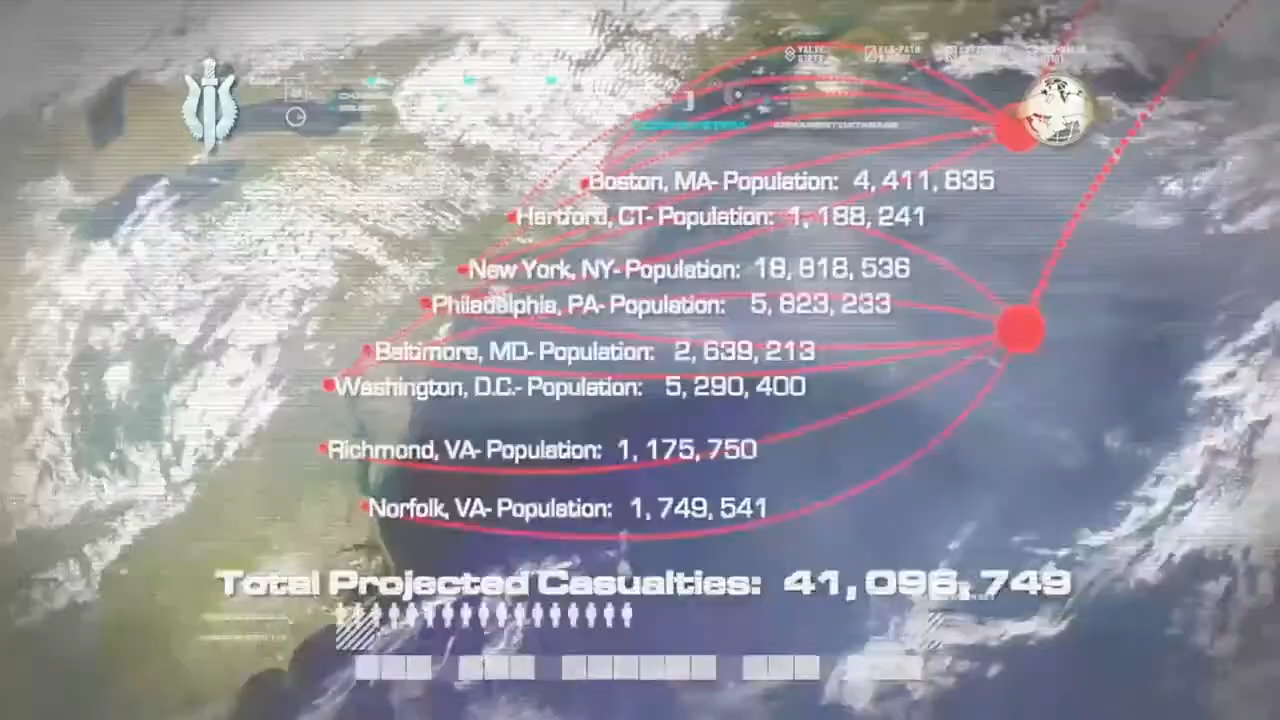 Boston, MA- Population: 4, 411, 835
Hartford, CT- Population: 1, 188, 241
New York, NY- Population: 18, 818, 536
Philadelphia, PA- Population: 5, 823, 233
Baltimore, MD- Population: 2, 639, 213
Washington, D.C.- Population: 5, 290, 400
Richmond, VA- Population: 1, 175, 750
Norfolk, VA- Population: 1, 749, 541
Total Projected Casualties: 41, 096, 749